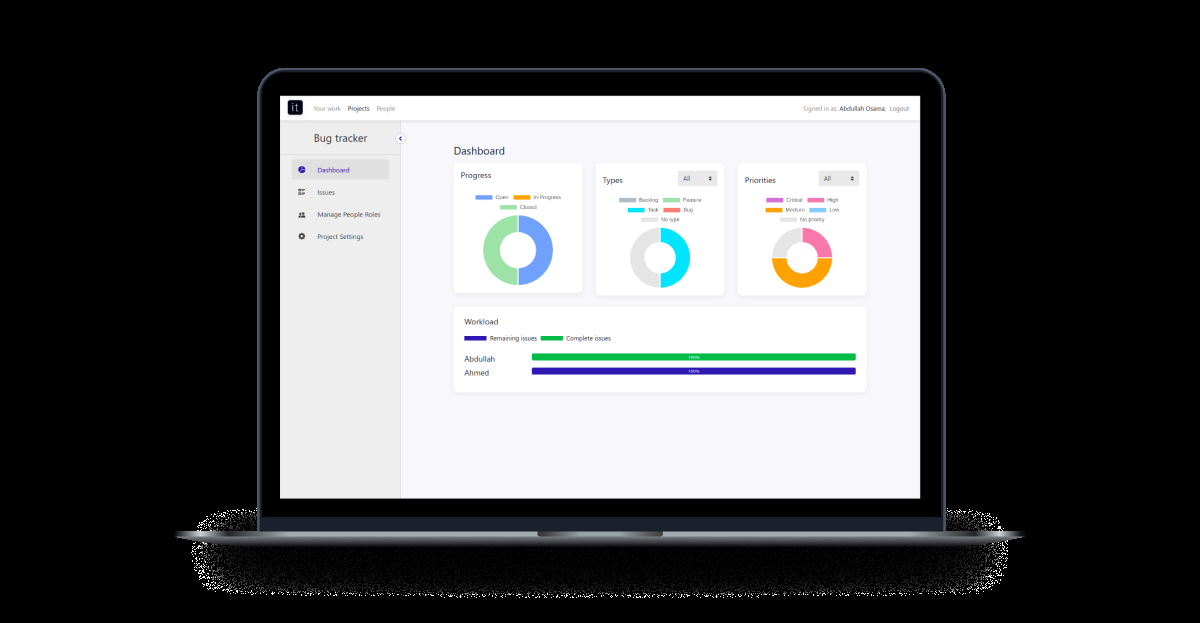 it Your work Projects People Signed in as: Abdullah Osama, Logout
Bug tracker
Dashboard
Issues
Manage People Roles
Project Settings
Dashboard
Progress
Open In-Progress
Closed
Types All
Backlog Feature
Task Bug
No type
Priorities All
Critical High
Medium Low
No priority
Workload
Remaining issues Complete issues
Abdullah 100%
Ahmed 100%